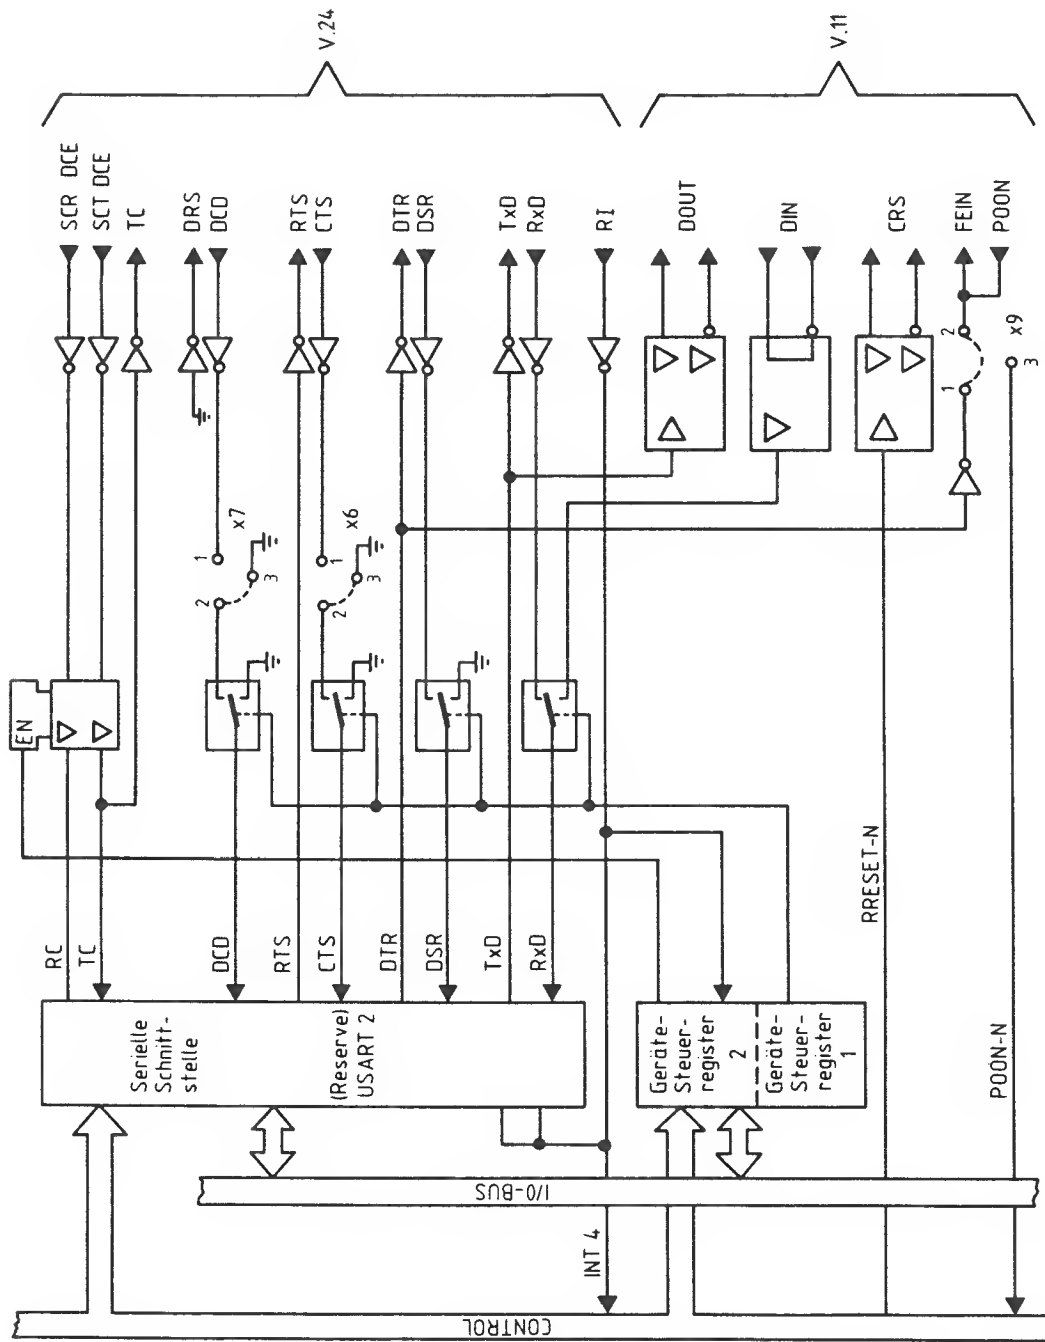 SCR DCE
SCT DCE
TC
DRS
DCD
RTS
CTS
DTR
DSR
TxD
RxD
RI
V.24
DOUT
DIN
CRS
FEIN
POON
V.11
1
2
3
x7
1
2
3
x6
1
2
3
x9
EN
RC
TC
DCD
RTS
CTS
DTR
DSR
TxD
RxD
RRESET-N
POON-N
Serielle
Schnitt-
stelle
(Reserve)
USART 2
Geräte-
Steuer-
register
2
Geräte-
Steuer-
register
1
I/O-BUS
INT 4
CONTROL